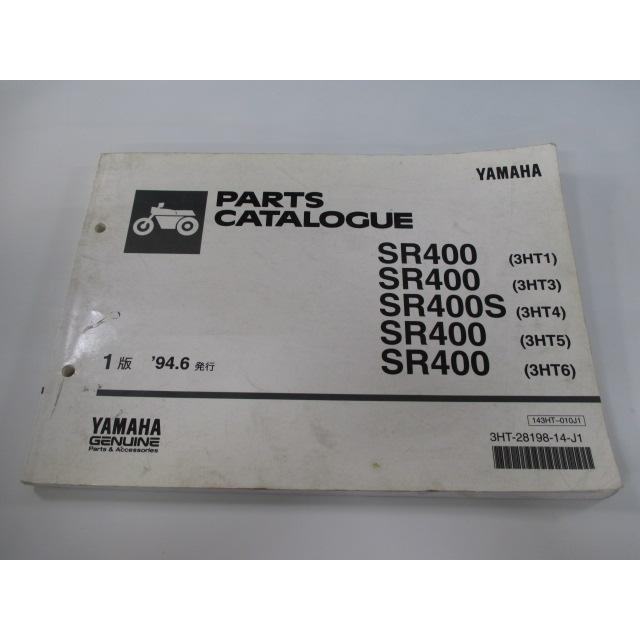 YAMAHA
PARTS
CATALOGUE
SR400 (3HT1)
SR400 (3HT3)
SR400S (3HT4)
SR400 (3HT5)
SR400 (3HT6)
1版 '94.6 発行
143HT-010J1
YAMAHA
GENUINE
Parts & Accessories
3HT-28198-14-J1